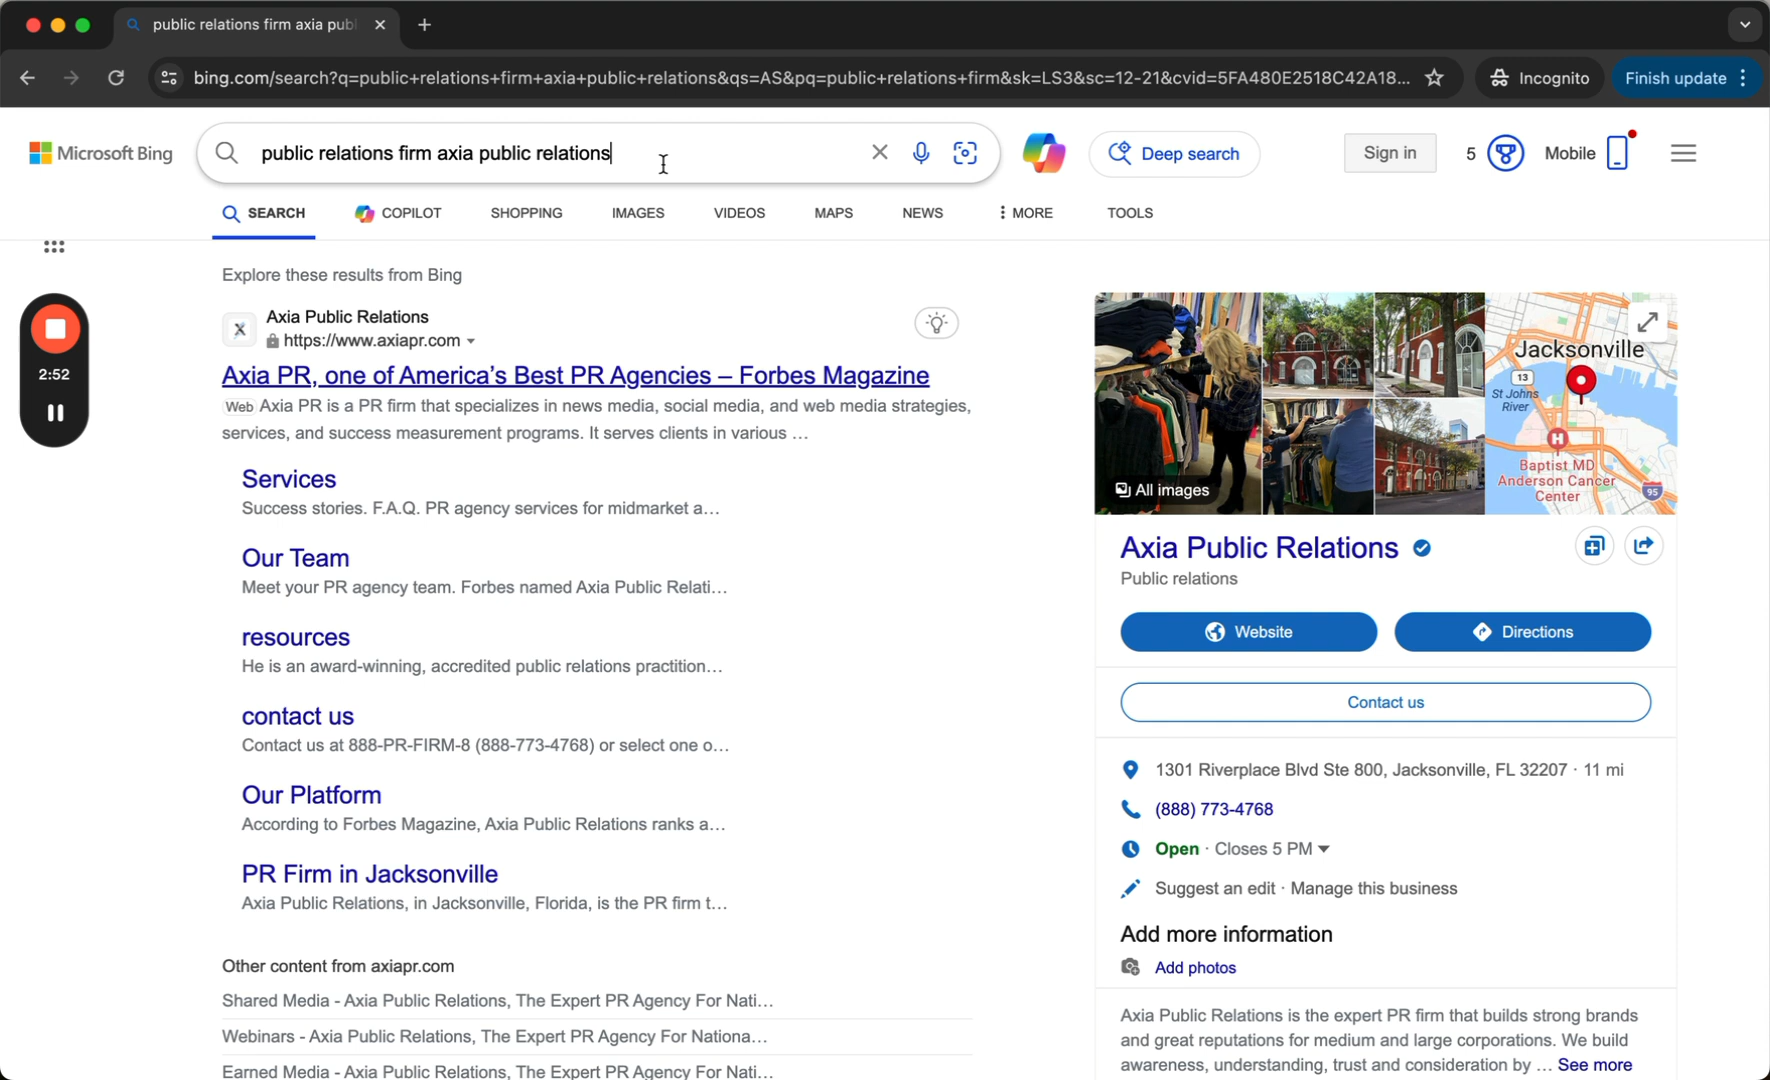 public relations firm axia pub
bing.com/search?q=public+relations+firm+axia+public+relations&qs=AS&pq=public+relations+firm&sk=LS3&sc=12-21&cvid=5FA480E2518C42A18...
Incognito
Finish update
Microsoft Bing
public relations firm axia public relations
Deep search
Sign in
5
Mobile
SEARCH
COPILOT
SHOPPING
IMAGES
VIDEOS
MAPS
NEWS
MORE
TOOLS
2:52
Explore these results from Bing
Axia Public Relations
https://www.axiapr.com
Axia PR, one of America's Best PR Agencies – Forbes Magazine
Web Axia PR is a PR firm that specializes in news media, social media, and web media strategies,
services, and success measurement programs. It serves clients in various ...
Services
Success stories. F.A.Q. PR agency services for midmarket a...
Our Team
Meet your PR agency team. Forbes named Axia Public Relati...
resources
He is an award-winning, accredited public relations practition...
contact us
Contact us at 888-PR-FIRM-8 (888-773-4768) or select one o...
Our Platform
According to Forbes Magazine, Axia Public Relations ranks a...
PR Firm in Jacksonville
Axia Public Relations, in Jacksonville, Florida, is the PR firm t...
Other content from axiapr.com
Shared Media - Axia Public Relations, The Expert PR Agency For Nati...
Webinars - Axia Public Relations, The Expert PR Agency For Nationa...
Earned Media - Axia Public Relations, The Expert PR Agency For Nati...
All images
Jacksonville
13
St Johns
River
H
Baptist MD
Anderson Cancer
Center
95
Axia Public Relations
Public relations
Website
Directions
Contact us
1301 Riverplace Blvd Ste 800, Jacksonville, FL 32207 · 11 mi
(888) 773-4768
Open · Closes 5 PM
Suggest an edit · Manage this business
Add more information
Add photos
Axia Public Relations is the expert PR firm that builds strong brands
and great reputations for medium and large corporations. We build
awareness, understanding, trust and consideration by ... See more